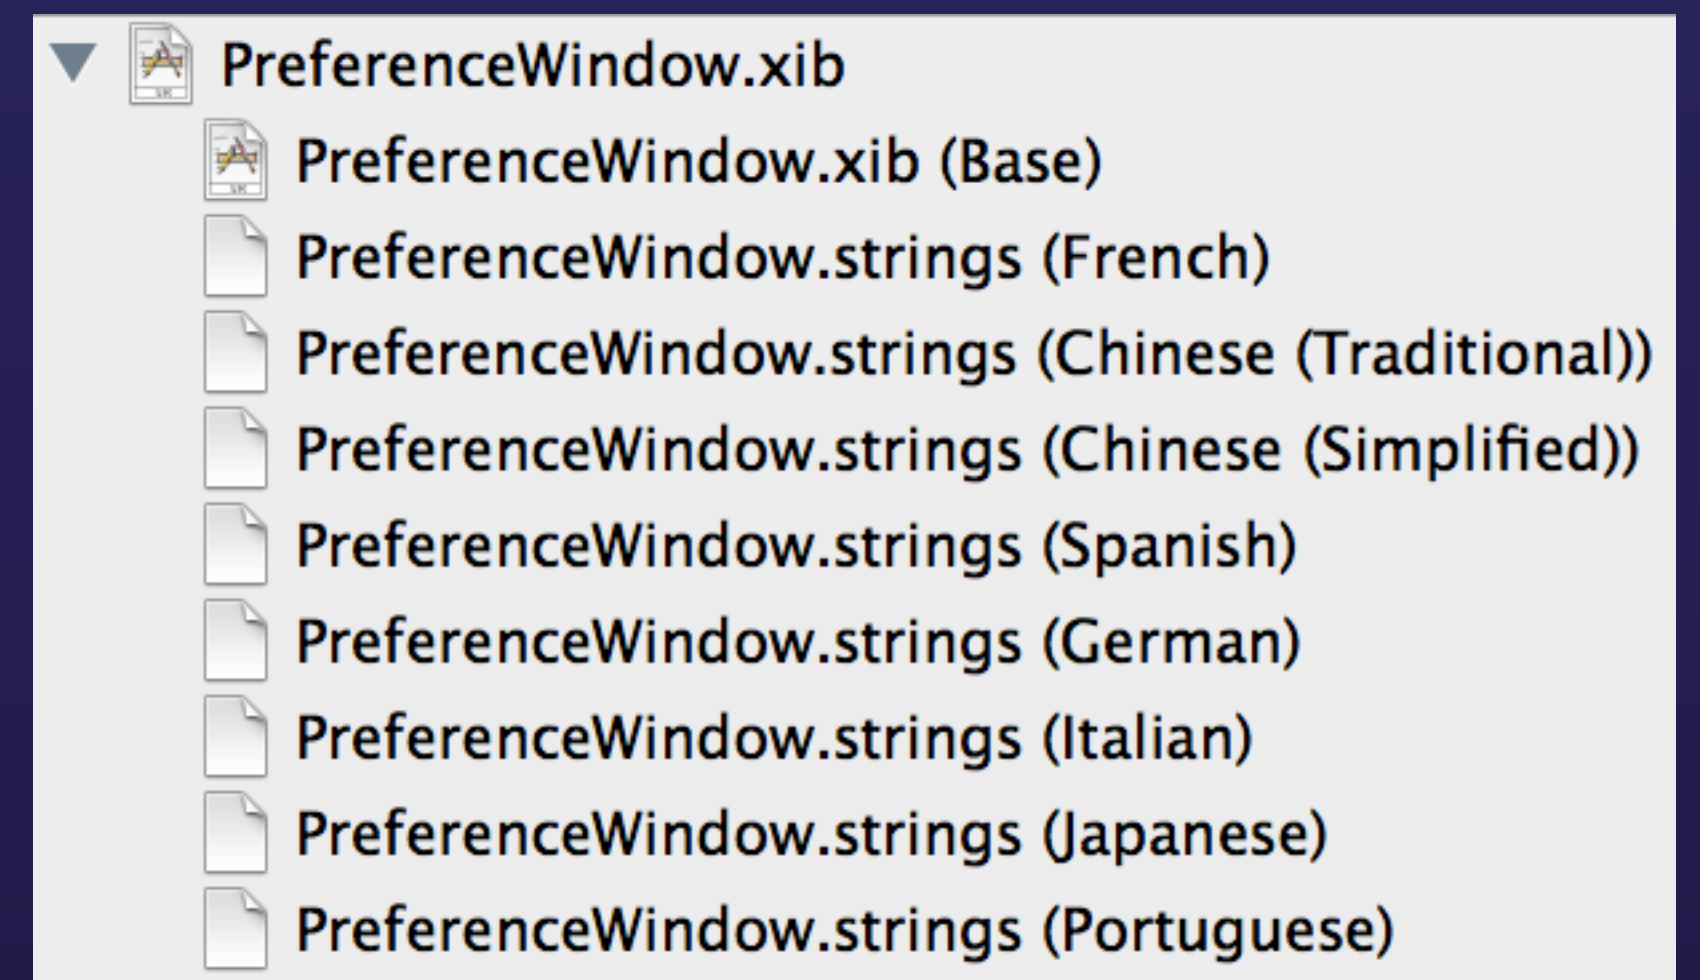 PreferenceWindow.xib
PreferenceWindow.xib (Base)
PreferenceWindow.strings (French)
PreferenceWindow.strings (Chinese (Traditional))
PreferenceWindow.strings (Chinese (Simplified))
PreferenceWindow.strings (Spanish)
PreferenceWindow.strings (German)
PreferenceWindow.strings (Italian)
PreferenceWindow.strings (Japanese)
PreferenceWindow.strings (Portuguese)